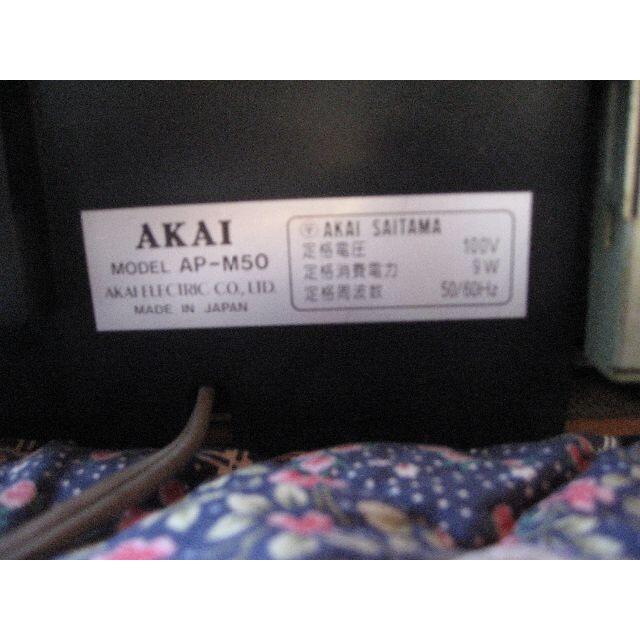 AKAI
MODEL AP-M50
AKAI ELECTRIC CO., LTD.
MADE IN JAPAN
AKAI SAITAMA
定格電圧 100V
定格消費電力 9W
定格周波数 50/60Hz